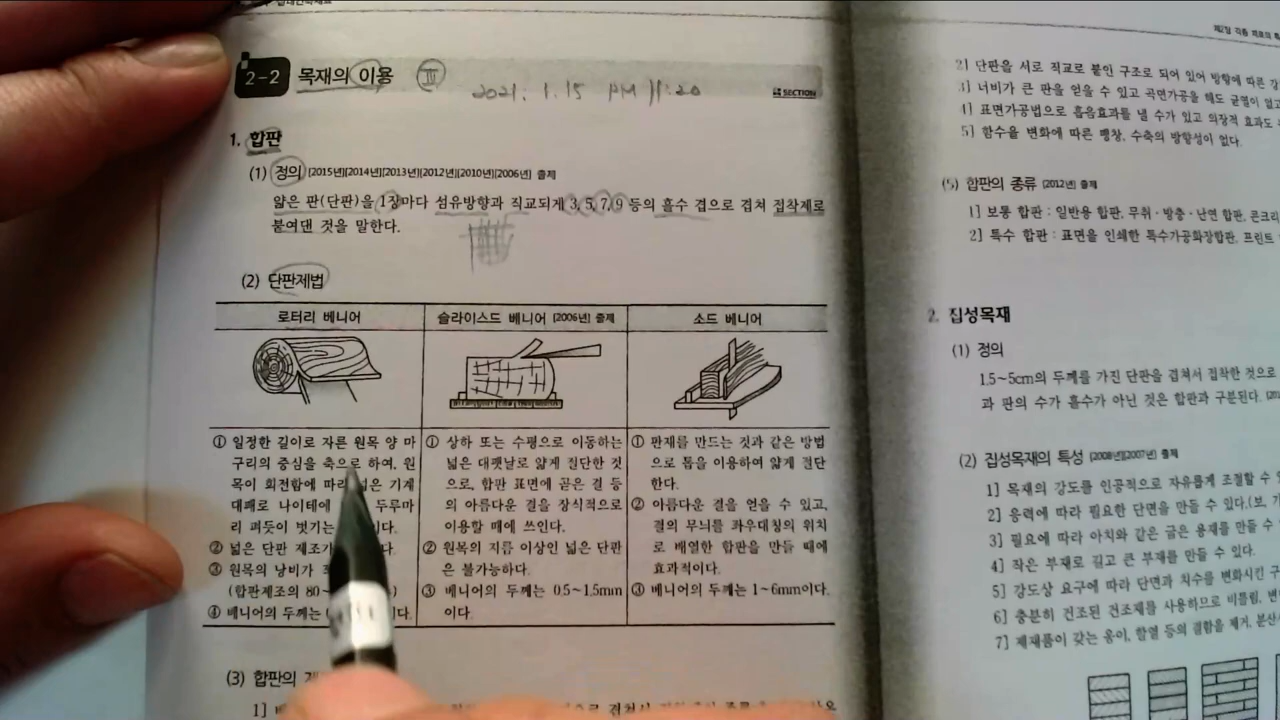 2-2 목재의 이용 Ⅲ 2021. 1.15 PM 11:20 SECTION
1. 합판
(1) 정의 [2015년][2014년][2013년][2012년][2010년][2006년] 출제
얇은 판(단판)을 1장마다 섬유방향과 직교되게 3, 5, 7, 9 등의 홀수 겹으로 겹쳐 접착제로
붙여댄 것을 말한다.
(2) 단판제법
로터리 베니어
① 일정한 길이로 자른 원목 양 마
구리의 중심을 축으로 하여, 원
목이 회전함에 따라 넓은 기계
대패로 나이테에 두루마
리 펴듯이 벗기는
② 넓은 단판 제조가
③ 원목의 낭비가
(합판제조의 80~
④ 베니어의 두께는
슬라이스드 베니어 [2006년] 출제
① 상하 또는 수평으로 이동하는
넓은 대팻날로 얇게 절단한 것
으로, 합판 표면에 곧은 결 등
의 아름다운 결을 장식적으로
이용할 때에 쓰인다.
② 원목의 지름 이상인 넓은 단판
은 불가능하다.
③ 베니어의 두께는 0.5~1.5mm
이다.
소드 베니어
① 판재를 만드는 것과 같은 방법
으로 톱을 이용하여 얇게 절단
한다.
② 아름다운 결을 얻을 수 있고,
결의 무늬를 좌우대칭의 위치
로 배열한 합판을 만들 때에
효과적이다.
③ 베니어의 두께는 1~6mm이다.
(3) 합판의
1]
2] 단판을 서로 직교로 붙인 구조로 되어 있어 방향에 따른
3] 너비가 큰 판을 얻을 수 있고 곡면가공을 해도 균열이 없고
4] 표면가공법으로 흡음효과를 낼 수가 있고 의장적 효과도
5] 함수율 변화에 따른 팽창, 수축의 방향성이 없다.
(5) 합판의 종류 [2012년] 출제
1] 보통 합판 : 일반용 합판, 무취·방충·난연 합판, 콘크리
2] 특수 합판 : 표면을 인쇄한 특수가공화장합판, 프린트
2. 집성목재
(1) 정의
1.5~5cm의 두께를 가진 단판을 겹쳐서 접착한 것으로
과 판의 수가 홀수가 아닌 것은 합판과 구분된다.
(2) 집성목재의 특성 [2008년][2007년] 출제
1] 목재의 강도를 인공적으로 자유롭게 조절할 수
2] 응력에 따라 필요한 단면을 만들 수 있다.
3] 필요에 따라 아치와 같은 굽은 용재를 만들 수
4] 작은 부재로 길고 큰 부재를 만들 수 있다.
5] 강도상 요구에 따라 단면과 치수를 변화시킨
6] 충분히 건조된 건조재를 사용하므로 비틀림,
7] 제재품이 갖는 옹이, 할열 등의 결함을 제거,